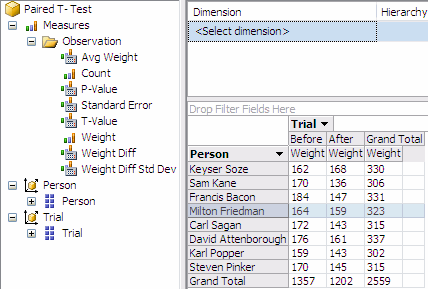 Paired T- Test
Measures
Observation
Avg Weight
Count
P-Value
Standard Error
T-Value
Weight
Weight Diff
Weight Diff Std Dev
Person
Person
Trial
Trial
Dimension Hierarchy
<Select dimension>
Drop Filter Fields Here
Trial
Before After Grand Total
Person Weight Weight Weight
Keyser Soze 162 168 330
Sam Kane 170 136 306
Francis Bacon 184 147 331
Milton Friedman 164 159 323
Carl Sagan 172 143 315
David Attenborough 176 161 337
Karl Popper 159 143 302
Steven Pinker 170 145 315
Grand Total 1357 1202 2559